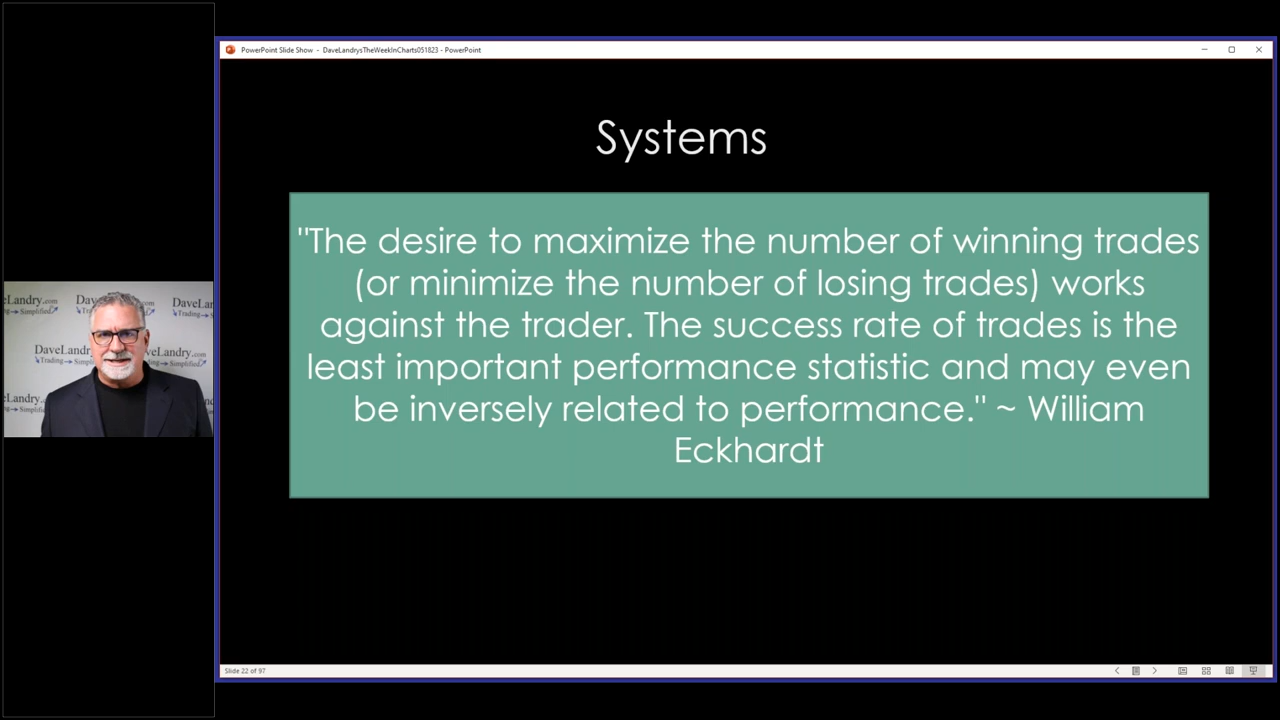 PowerPoint Slide Show - DaveLandrysTheWeekInCharts051823 - PowerPoint
Systems
"The desire to maximize the number of winning trades
(or minimize the number of losing trades) works
against the trader. The success rate of trades is the
least important performance statistic and may even
be inversely related to performance." ~ William
Eckhardt
eLandry.com
DaveLandry.com
Trading Simplified
Slide 22 of 97